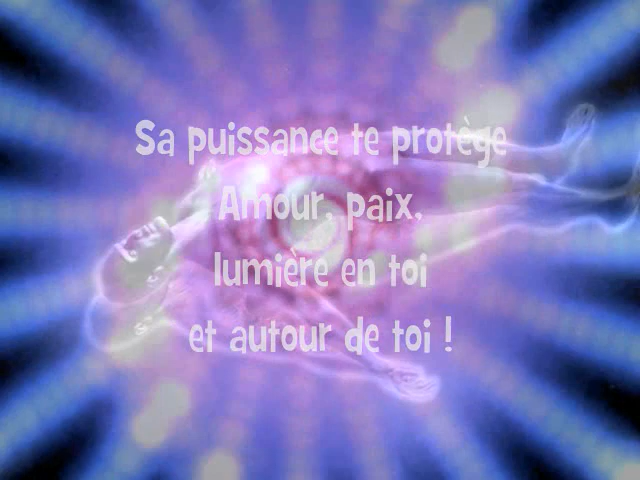 Sa puissance te protège
Amour, paix,
lumière en toi
et autour de toi !